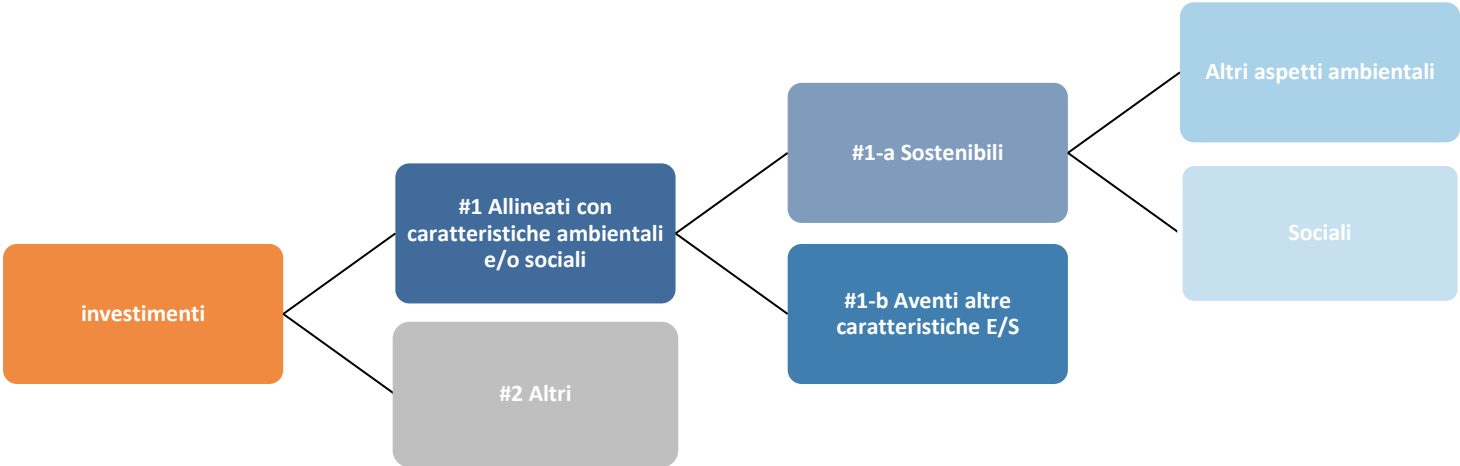 investimenti
#1 Allineati con
caratteristiche ambientali
e/o sociali
#2 Altri
#1-a Sostenibili
#1-b Aventi altre
caratteristiche E/S
Altri aspetti ambientali
Sociali